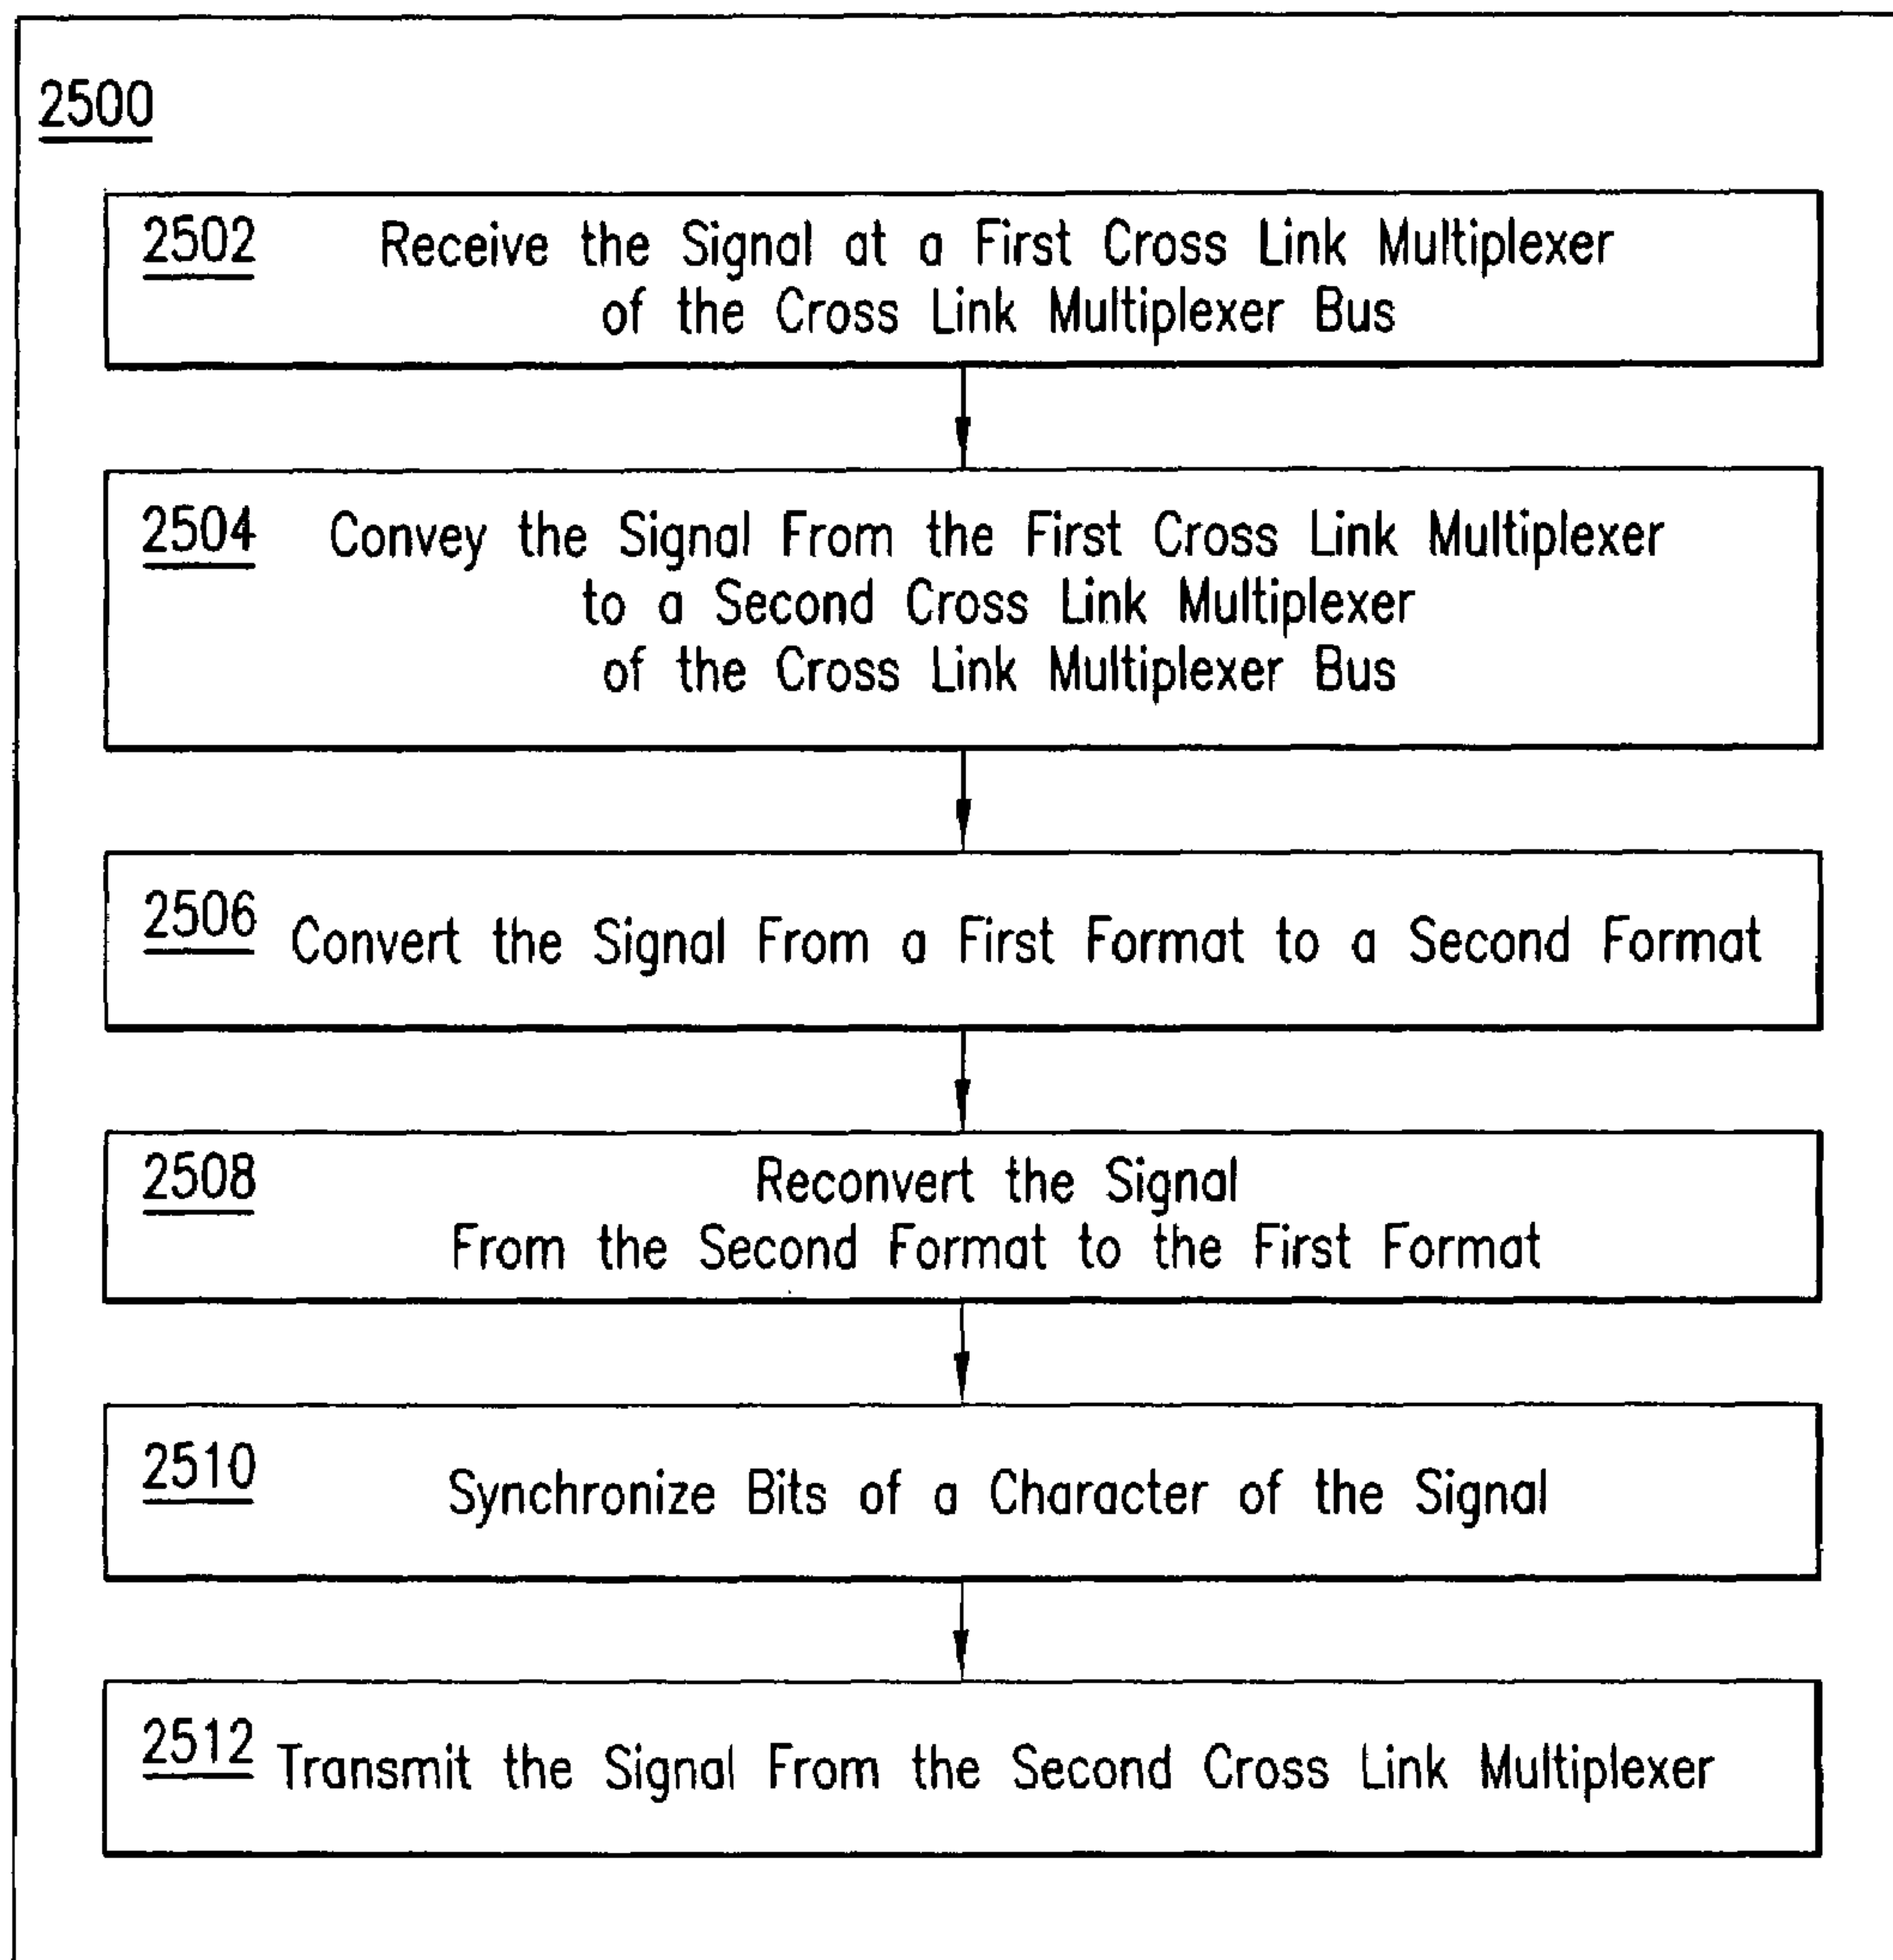 2500
2502 Receive the Signal at a First Cross Link Multiplexer
of the Cross Link Multiplexer Bus
2504 Convey the Signal From the First Cross Link Multiplexer
to a Second Cross Link Multiplexer
of the Cross Link Multiplexer Bus
2506 Convert the Signal From a First Format to a Second Format
2508 Reconvert the Signal
From the Second Format to the First Format
2510 Synchronize Bits of a Character of the Signal
2512 Transmit the Signal From the Second Cross Link Multiplexer